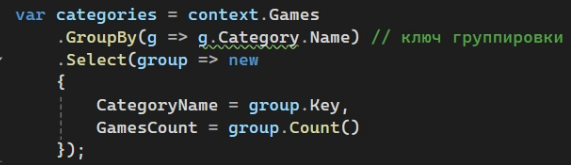 var categories = context.Games
.GroupBy(g => g.Category.Name) // ключ группировки
.Select(group => new
{
CategoryName = group.Key,
GamesCount = group.Count()
});